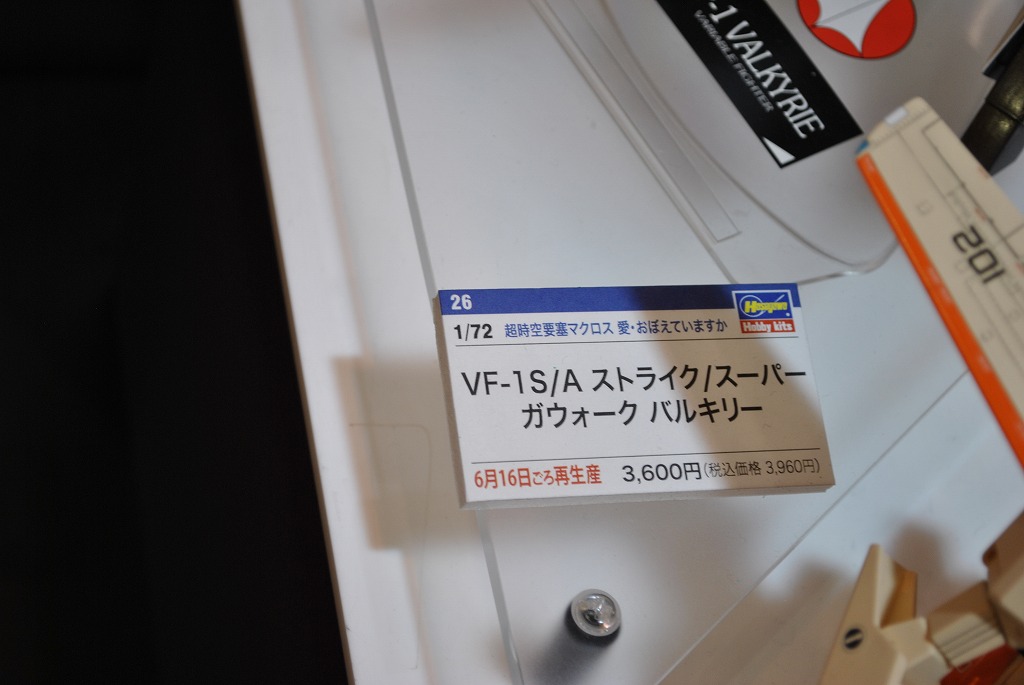 -1 VALKYRIE
VARIABLE FIGHTER
201
26
Hasegawa
Hobby kits
1/72 超時空要塞マクロス 愛・おぼえていますか
VF-1S/A ストライク/スーパー
ガウォーク バルキリー
6月16日ごろ再生産 3,600円(税込価格 3,960円)